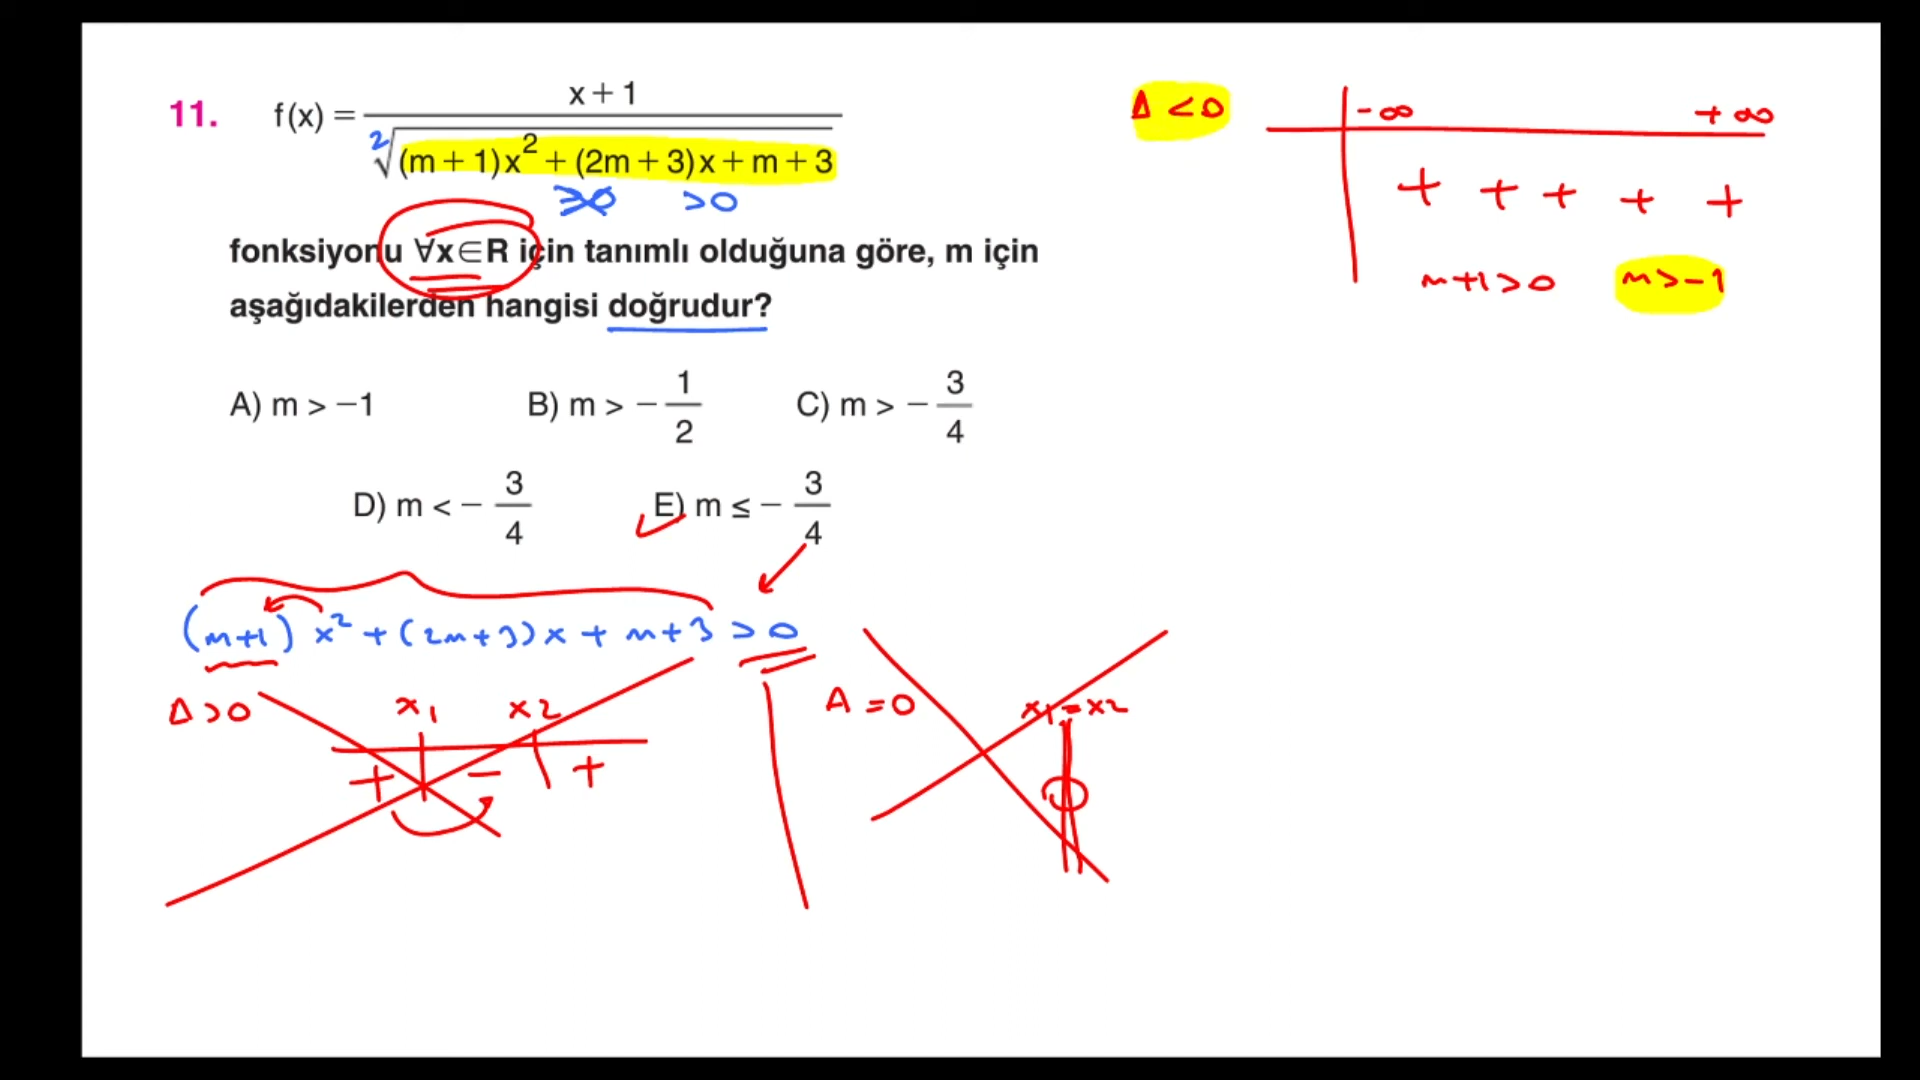 11. f(x) = x+1 / ²√((m+1)x²+(2m+3)x+m+3)
≥0 >0
fonksiyonu ∀x∈R için tanımlı olduğuna göre, m için
aşağıdakilerden hangisi doğrudur?
A) m > −1 B) m > −1/2 C) m > −3/4
D) m < −3/4 E) m ≤ −3/4
(m+1) x² + (2m+3)x + m+3 > 0
Δ>0 x₁ x₂
+ − +
Δ=0 x₁=x₂
Δ<0 -∞ +∞
+ + + + +
m+1>0 m>-1